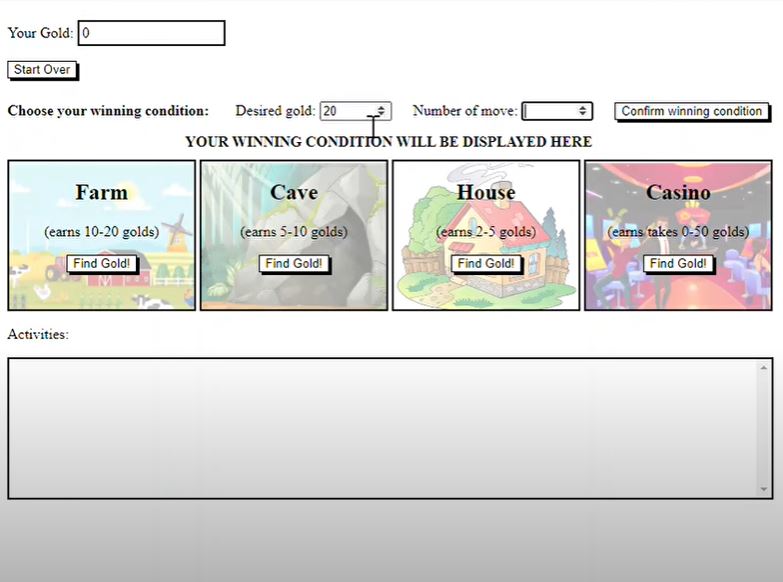 Your Gold: 0
Start Over
Choose your winning condition: Desired gold: 20 Number of move: Confirm winning condition
YOUR WINNING CONDITION WILL BE DISPLAYED HERE
Farm Cave House Casino
(earns 10-20 golds) (earns 5-10 golds) (earns 2-5 golds) (earns takes 0-50 golds)
Find Gold! Find Gold! Find Gold! Find Gold!
Activities: